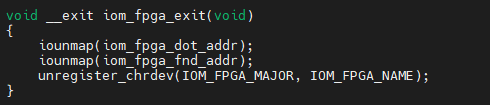 void __exit iom_fpga_exit(void)
{
    iounmap(iom_fpga_dot_addr);
    iounmap(iom_fpga_fnd_addr);
    unregister_chrdev(IOM_FPGA_MAJOR, IOM_FPGA_NAME);
}